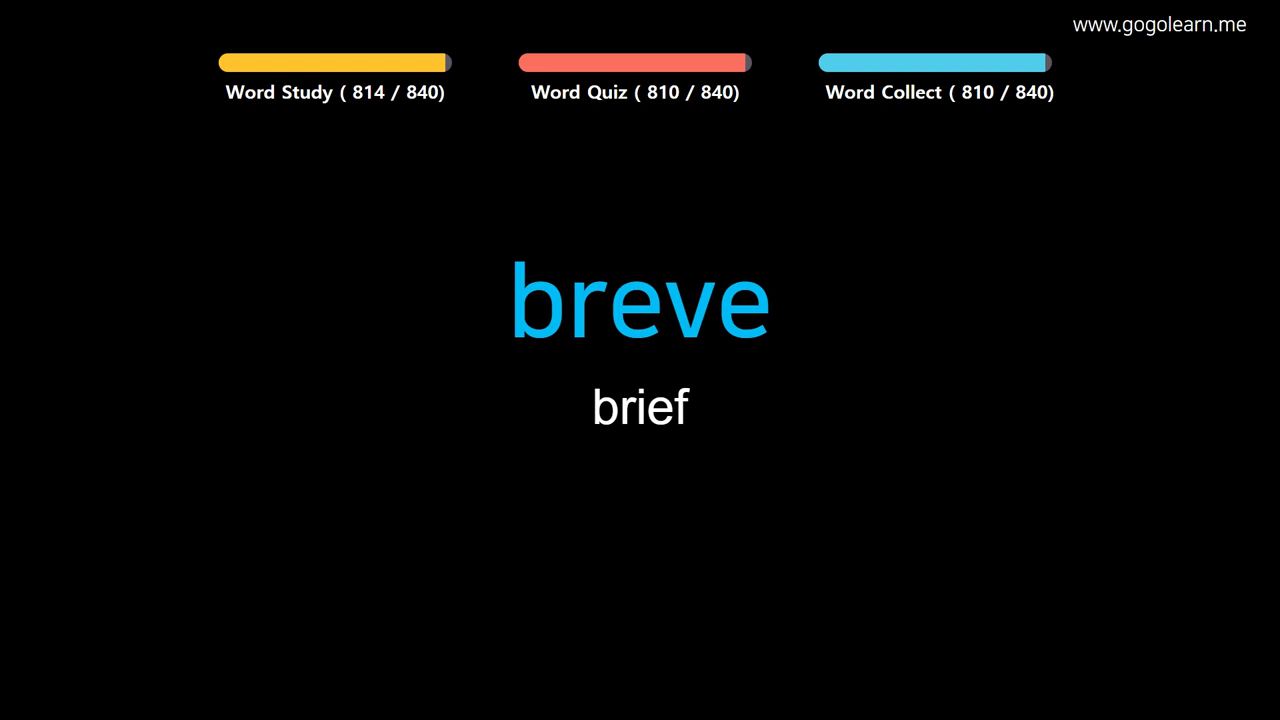 www.gogolearn.me
Word Study ( 814 / 840)
Word Quiz ( 810 / 840)
Word Collect ( 810 / 840)
breve
brief